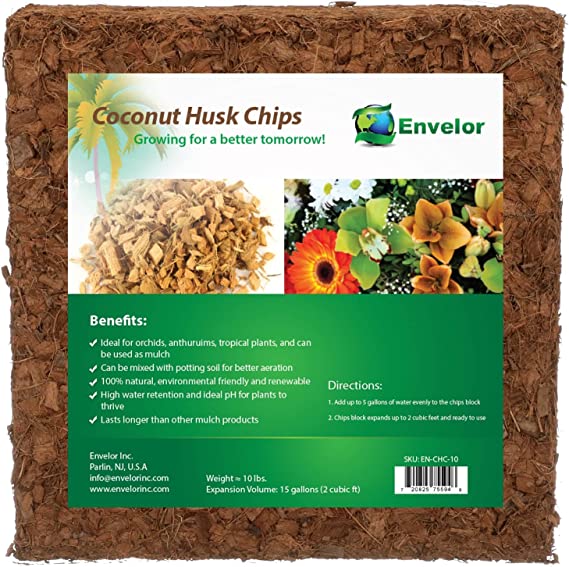 Coconut Husk Chips
Growing for a better tomorrow!
Envelor
Benefits:
✓ Ideal for orchids, anthuruims, tropical plants, and can
be used as mulch
✓ Can be mixed with potting soil for better aeration
✓ 100% natural, environmental friendly and renewable
✓ High water retention and ideal pH for plants to
thrive
✓ Lasts longer than other mulch products
Directions:
1. Add up to 5 gallons of water evenly to the chips block
2. Chips block expands up to 2 cubic feet and ready to use
Envelor Inc.
Parlin, NJ, U.S.A
info@envelorinc.com
www.envelorinc.com
Weight ≈ 10 lbs.
Expansion Volume: 15 gallons (2 cubic ft)
SKU: EN-CHC-10